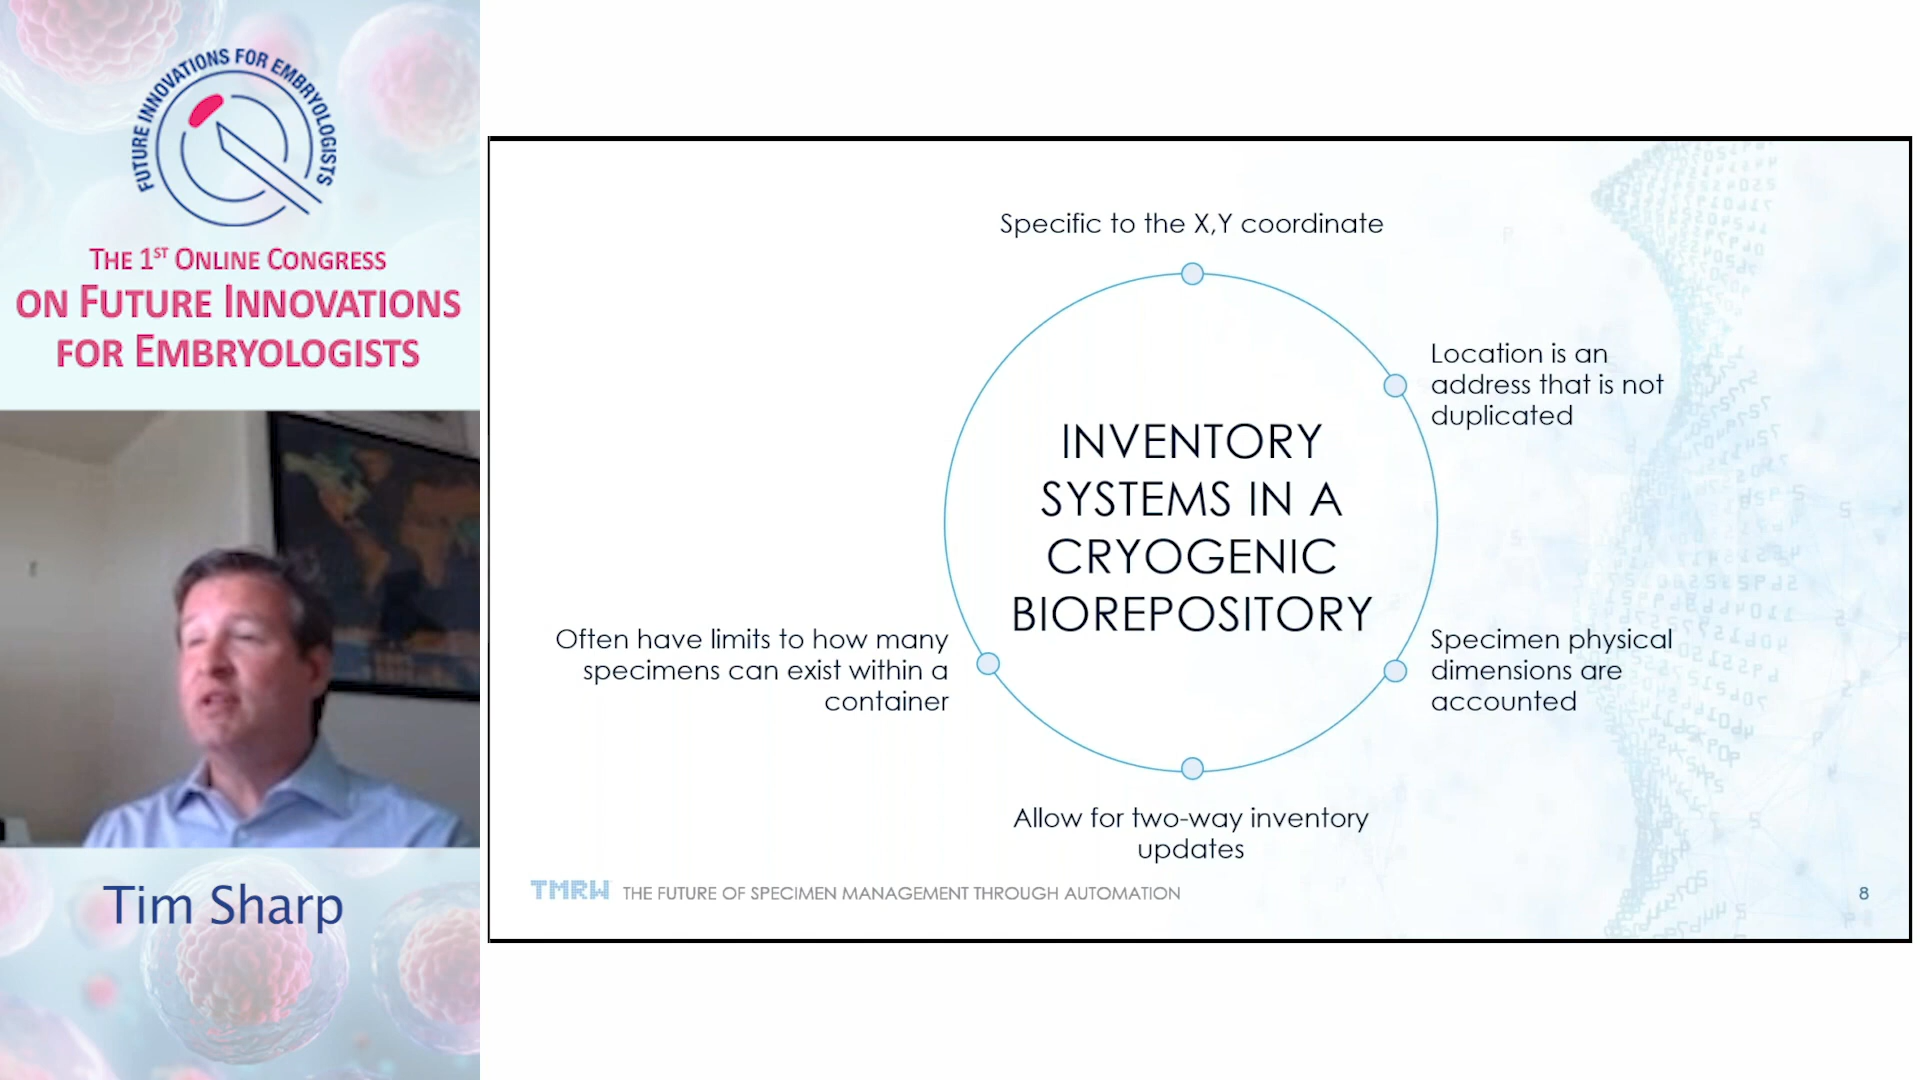 FUTURE INNOVATIONS FOR EMBRYOLOGISTS
THE 1ST ONLINE CONGRESS
ON FUTURE INNOVATIONS
FOR EMBRYOLOGISTS
Tim Sharp
Specific to the X,Y coordinate
Location is an
address that is not
duplicated
INVENTORY
SYSTEMS IN A
CRYOGENIC
BIOREPOSITORY
Often have limits to how many
specimens can exist within a
container
Specimen physical
dimensions are
accounted
Allow for two-way inventory
updates
TMRW THE FUTURE OF SPECIMEN MANAGEMENT THROUGH AUTOMATION
8